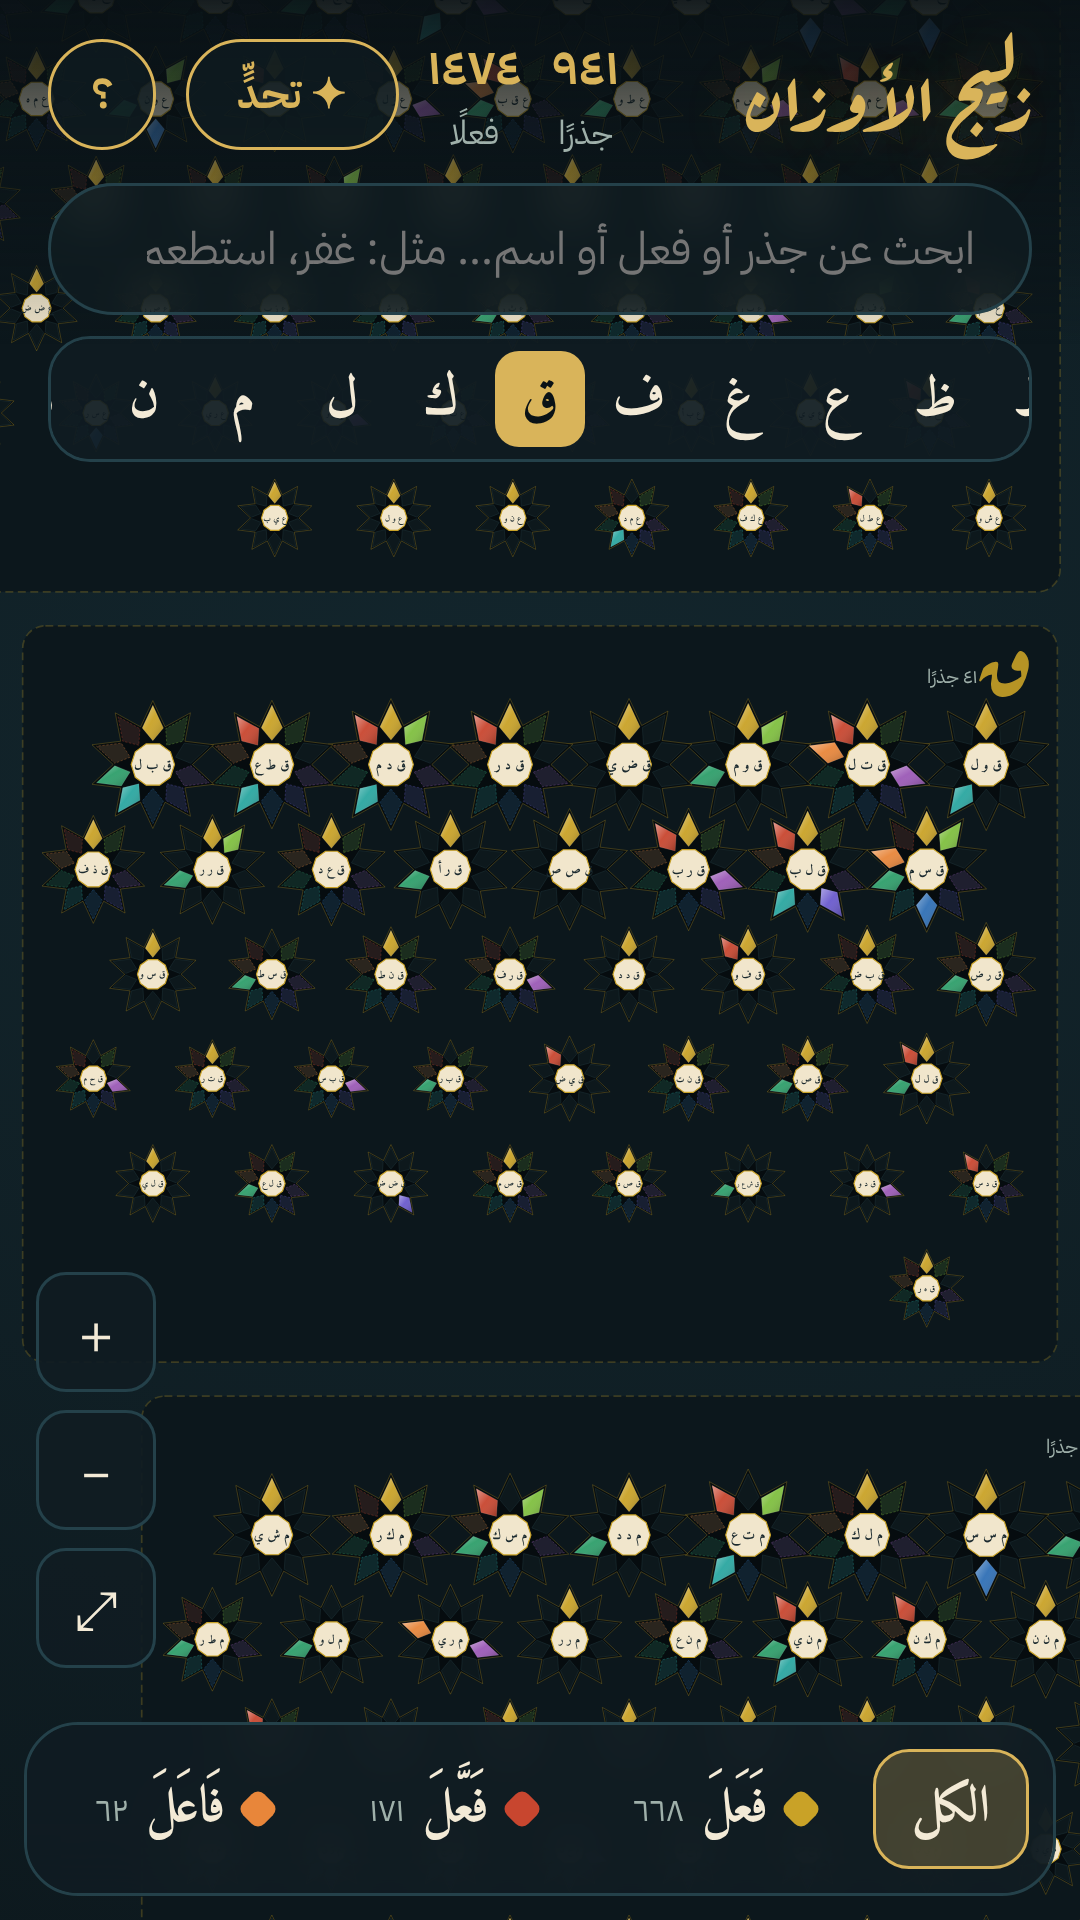 زيج الأوزان
٩٤١ جذرًا
١٤٧٤ فعلًا
✦ تحدٍّ
؟
ابحث عن جذر أو فعل أو اسم... مثل: غفر، استطعه
ظ ع غ ف ق ك ل م ن
ع ش و ع ط ل ع ك ف ع م د ع ن و ع و ل ع ي ب
ق
٤١ جذرًا
ق و ل ق ت ل ق و م ق ض ي ق د ر ق د م ق ط ع ق ب ل
ق س م ق ل ب ق ر ب ق ص ص ق ر أ ق ع د ق ر ر ق ذ ف
ق ر ض ق ب ض ق ف و ق د د ق ر ف ق ن ط ق س ط ق س و
ق ل ل ق ص ر ق ن ت ق ي ض ق ب ر ق ب س ق ت ر ق ح م
ق د س ق د و ق ش ع ر ق ص د ق ص م ق ض ض ق ل ع ق ل ي
ق ه ر
+
جذرًا
−
م س س م ل ك م ت ع م د د م س ك م ك ر م ش ي
م ن ن م ك ن م ن ي م ن ع م ر ر م ر ي م ل و م ط ر
الكل
فَعَلَ ٦٦٨
فَعَّلَ ١٧١
فَاعَلَ ٦٢